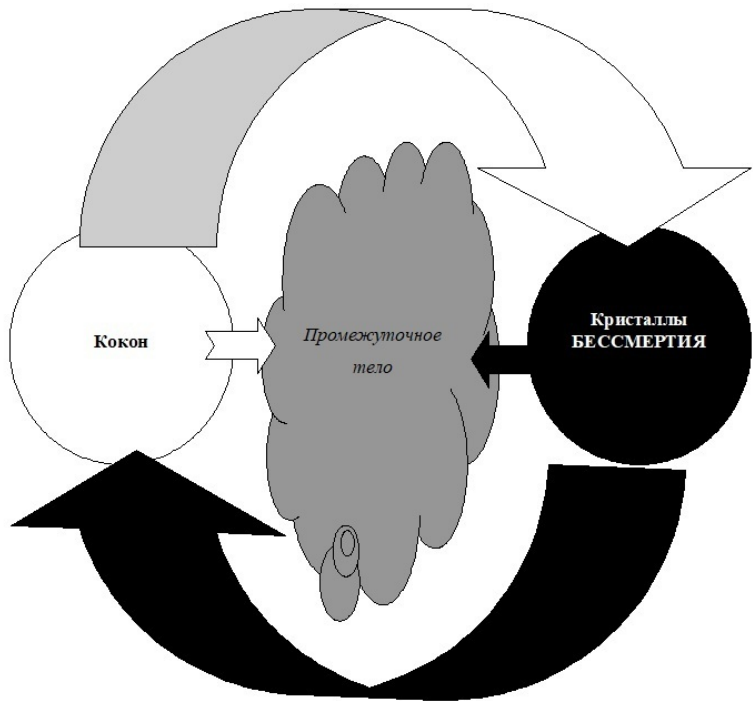 Кокон
Промежуточное
тело
Кристаллы
БЕССМЕРТИЯ